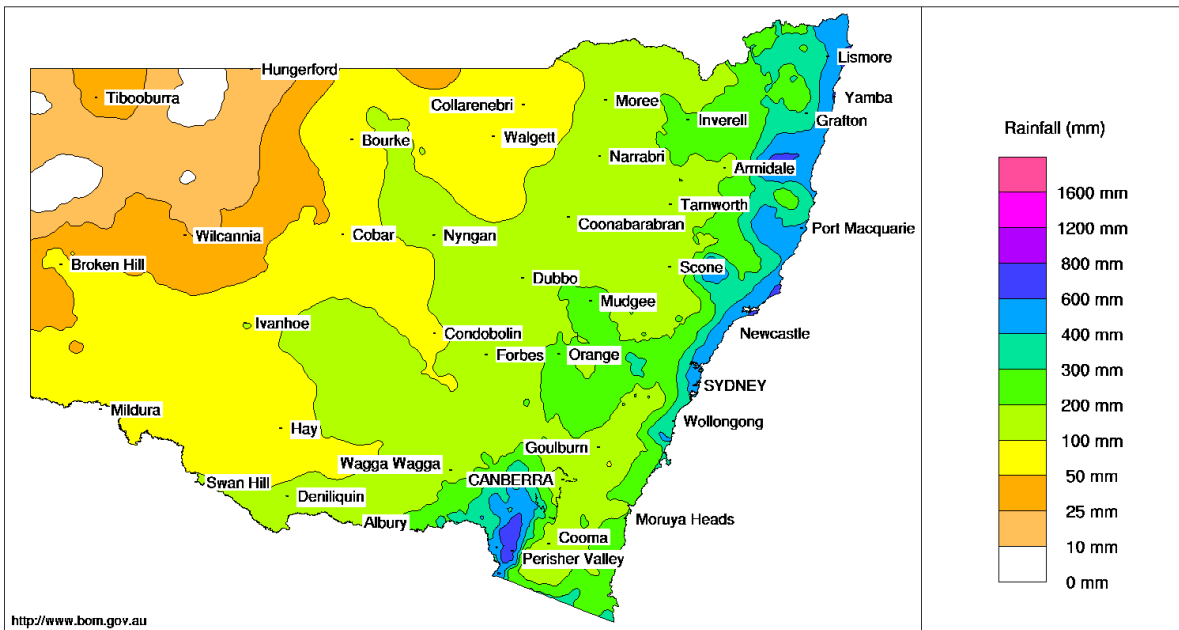 Hungerford
Lismore
Tibooburra
Collarenebri
Moree
Yamba
Inverell
Grafton
Bourke
Walgett
Narrabri
Armidale
Tamworth
Coonabarabran
Wilcannia
Cobar
Nyngan
Port Macquarie
Broken Hill
Scone
Dubbo
Mudgee
Ivanhoe
Condobolin
Newcastle
Forbes
Orange
SYDNEY
Mildura
Wollongong
Hay
Goulburn
Wagga Wagga
CANBERRA
Swan Hill
Deniliquin
Albury
Moruya Heads
Cooma
Perisher Valley
http://www.bom.gov.au
Rainfall (mm)
1600 mm
1200 mm
800 mm
600 mm
400 mm
300 mm
200 mm
100 mm
50 mm
25 mm
10 mm
0 mm